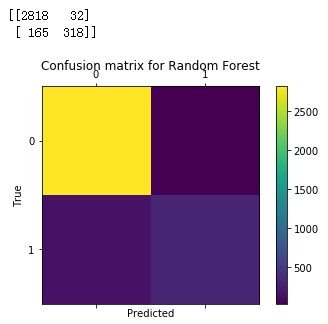 [[2818 32]
[ 165 318]]
Confusion matrix for Random Forest
0 1
0
1
True
Predicted
2500
2000
1500
1000
500